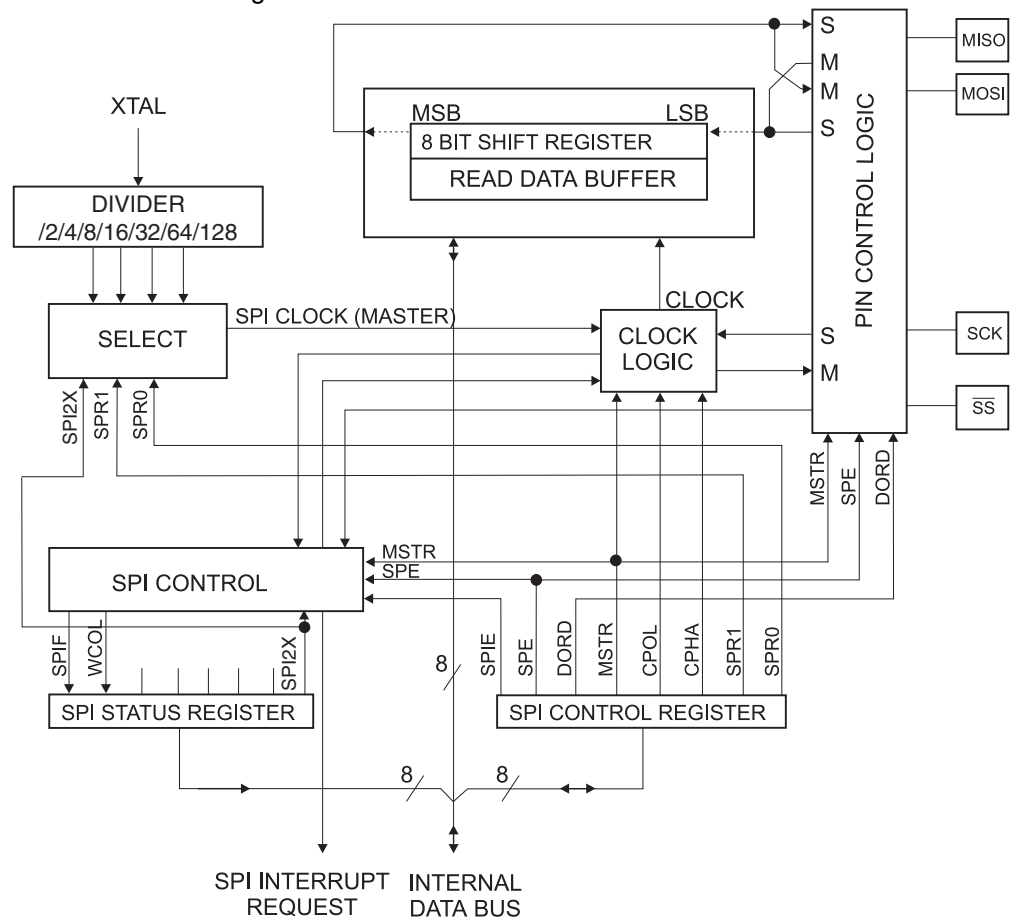 S
MISO
M
MOSI
M
S
XTAL
MSB
LSB
8 BIT SHIFT REGISTER
READ DATA BUFFER
PIN CONTROL LOGIC
DIVIDER
/2/4/8/16/32/64/128
SELECT
SPI CLOCK (MASTER)
CLOCK
CLOCK
LOGIC
S
M
SCK
SS
SPI2X
SPR1
SPR0
MSTR
SPE
DORD
MSTR
SPE
SPI CONTROL
SPIF
WCOL
SPI2X
SPIE
SPE
DORD
MSTR
CPOL
CPHA
SPR1
SPR0
8
SPI STATUS REGISTER
SPI CONTROL REGISTER
8
8
SPI INTERRUPT
REQUEST
INTERNAL
DATA BUS